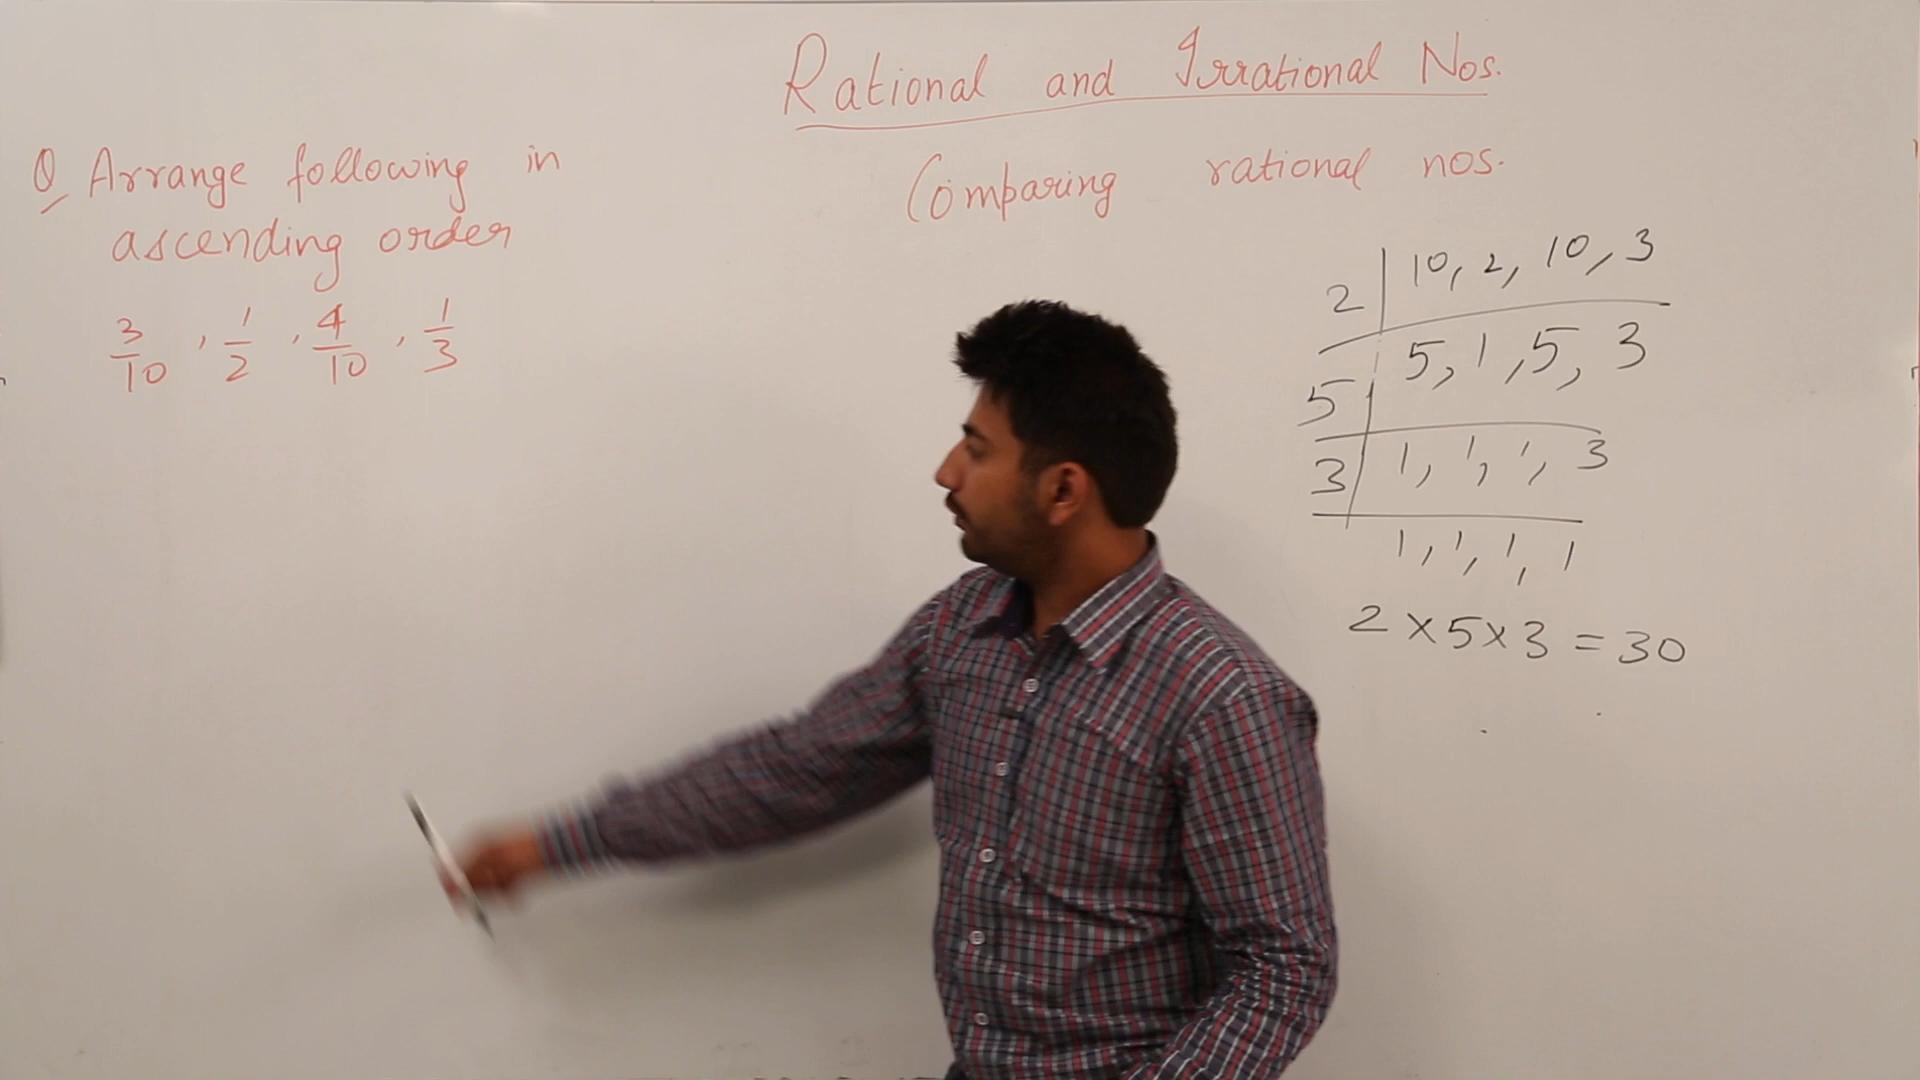 Rational and Irrational Nos.
Comparing rational nos.
Q Arrange following in
ascending order
3/10 , 1/2 , 4/10 , 1/3
2 | 10, 2, 10, 3
5 | 5, 1, 5, 3
3 | 1, 1, 1, 3
1, 1, 1, 1
2 × 5 × 3 = 30